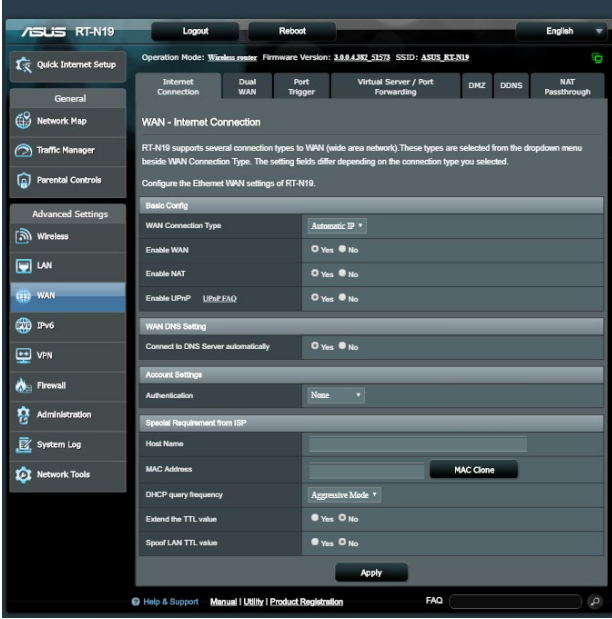 ASUS RT-N19 Logout Reboot English
Quick Internet Setup
General
Network Map
Traffic Manager
Parental Controls
Advanced Settings
Wireless
LAN
WAN
IPv6
VPN
Firewall
Administration
System Log
Network Tools
Operation Mode: Wireless router Firmware Version: 3.0.0.4.382_51573 SSID: ASUS_RT-N19
Internet Connection
Dual WAN
Port Trigger
Virtual Server / Port Forwarding
DMZ
DDNS
NAT Passthrough
WAN - Internet Connection
RT-N19 supports several connection types to WAN (wide area network).These types are selected from the dropdown menu
beside WAN Connection Type. The setting fields differ depending on the connection type you selected.
Configure the Ethernet WAN settings of RT-N19.
Basic Config
WAN Connection Type Automatic IP
Enable WAN Yes No
Enable NAT Yes No
Enable UPnP UPnP FAQ Yes No
WAN DNS Setting
Connect to DNS Server automatically Yes No
Account Settings
Authentication None
Special Requirement from ISP
Host Name
MAC Address MAC Clone
DHCP query frequency Aggressive Mode
Extend the TTL value Yes No
Spoof LAN TTL value Yes No
Apply
Help & Support Manual | Utility | Product Registration FAQ